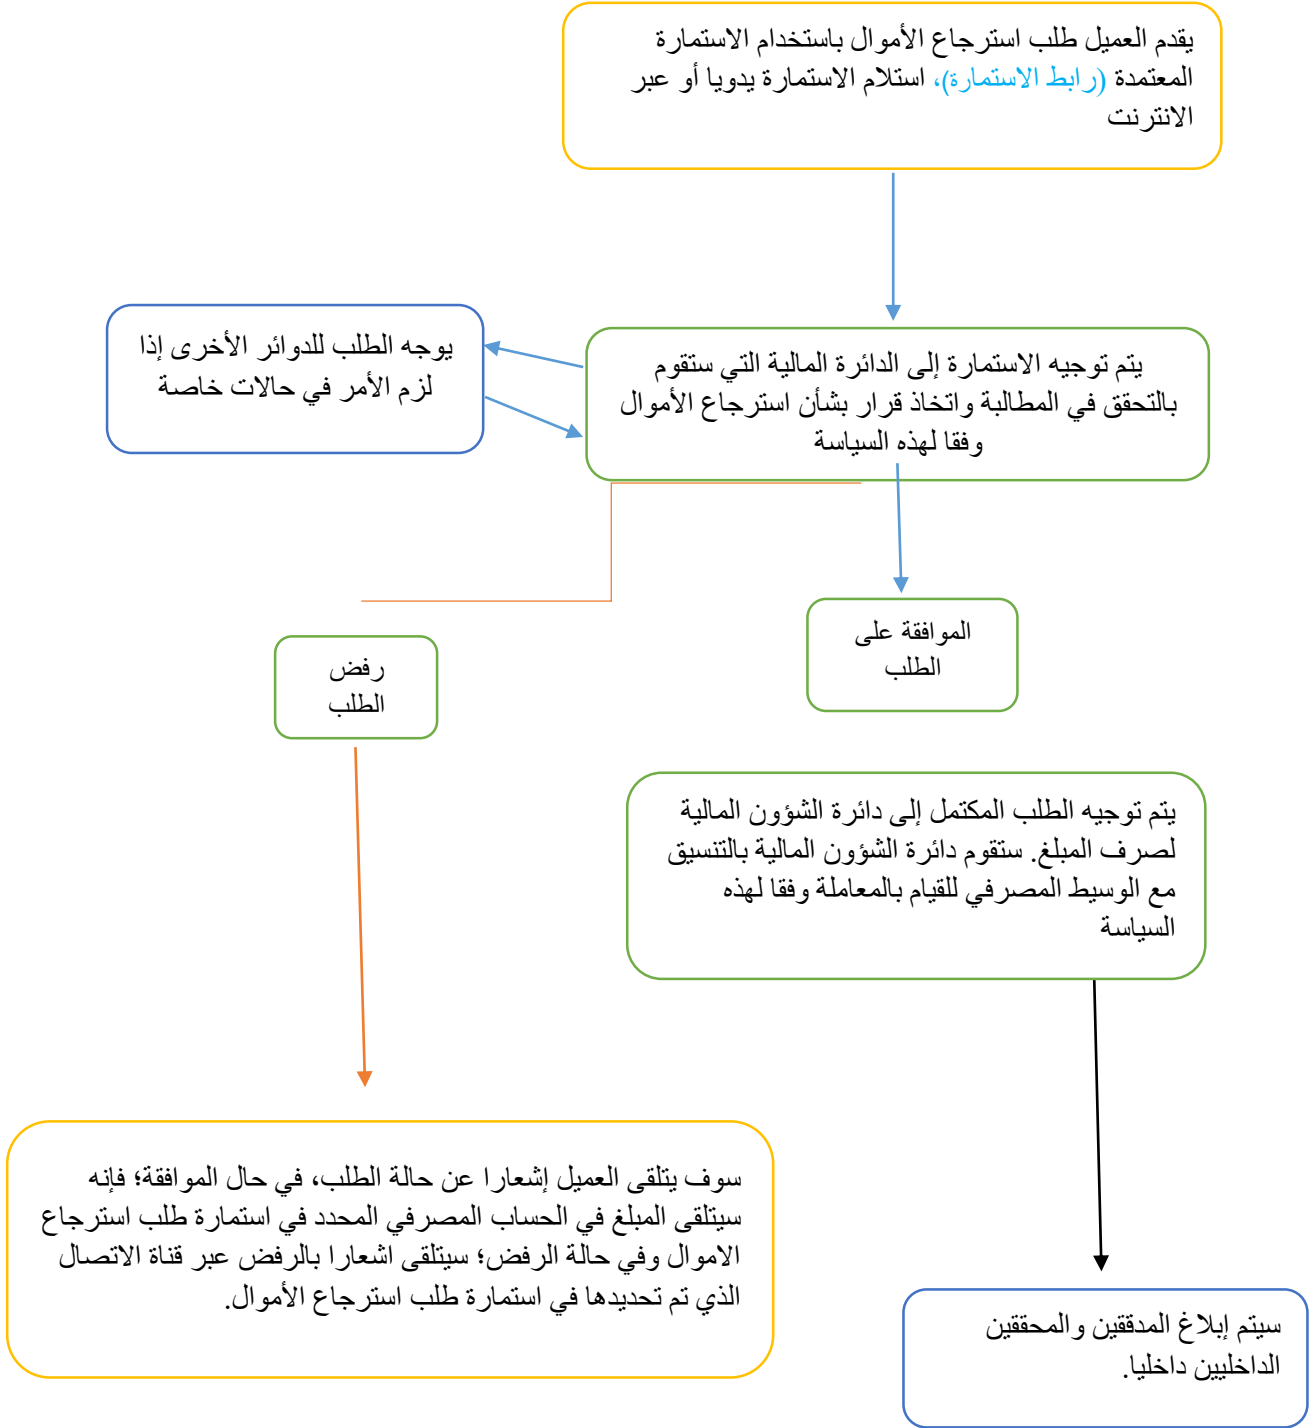 يقدم العميل طلب استرجاع الأموال باستخدام الاستمارة
المعتمدة (رابط الاستمارة)، استلام الاستمارة يدويا أو عبر
الانترنت
يوجه الطلب للدوائر الأخرى إذا
لزم الأمر في حالات خاصة
يتم توجيه الاستمارة إلى الدائرة المالية التي ستقوم
بالتحقق في المطالبة واتخاذ قرار بشأن استرجاع الأموال
وفقا لهذه السياسة
الموافقة على
الطلب
رفض
الطلب
يتم توجيه الطلب المكتمل إلى دائرة الشؤون المالية
لصرف المبلغ. ستقوم دائرة الشؤون المالية بالتنسيق
مع الوسيط المصرفي للقيام بالمعاملة وفقا لهذه
السياسة
سوف يتلقى العميل إشعارا عن حالة الطلب، في حال الموافقة؛ فإنه
سيتلقى المبلغ في الحساب المصرفي المحدد في استمارة طلب استرجاع
الاموال وفي حالة الرفض؛ سيتلقى اشعارا بالرفض عبر قناة الاتصال
الذي تم تحديدها في استمارة طلب استرجاع الأموال.
سيتم إبلاغ المدققين والمحققين
الداخليين داخليا.